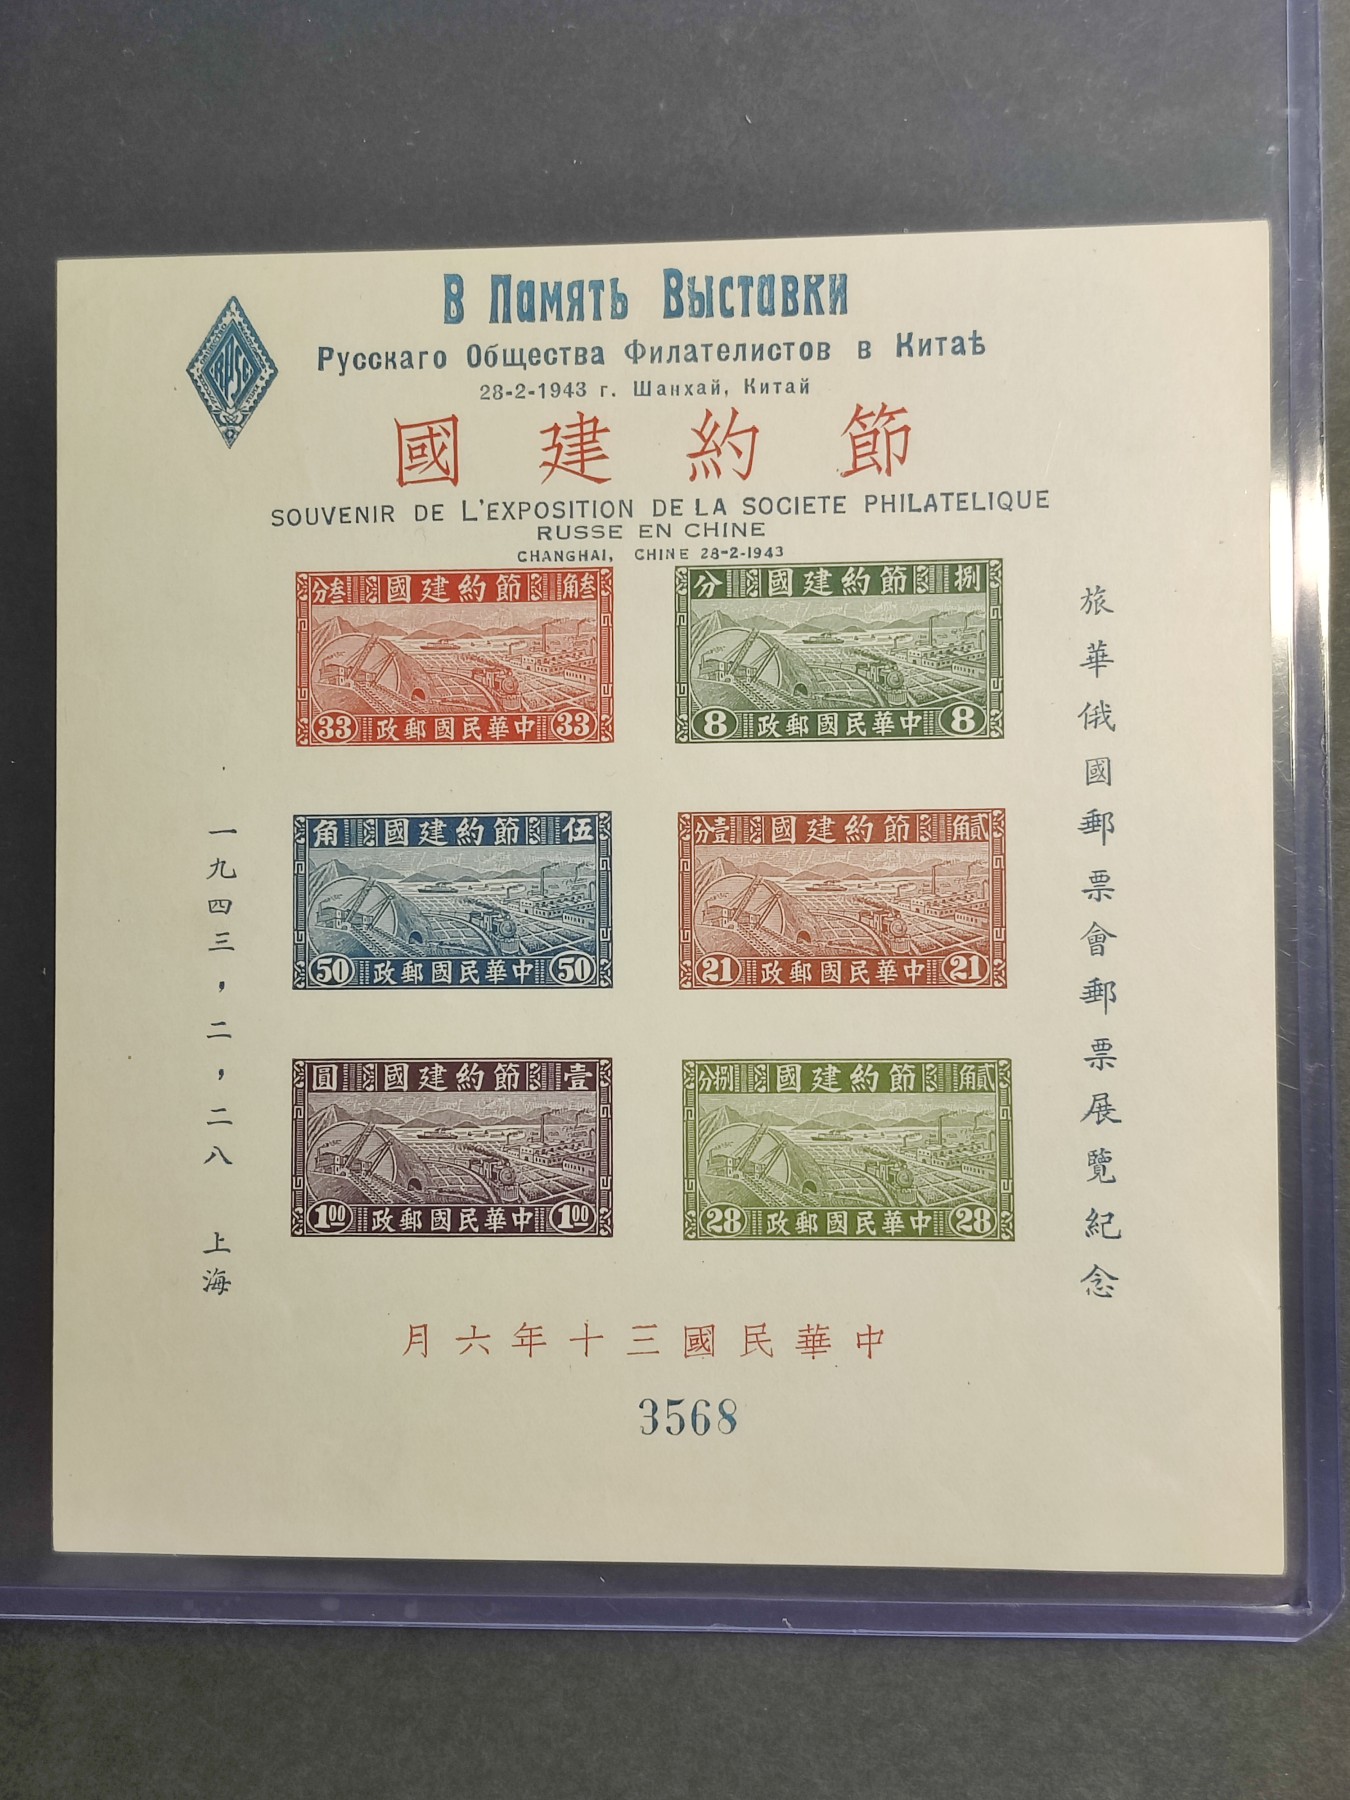 В Память Выставки
Русскаго Общества Филателистов в Китаѣ
28-2-1943 г. Шанхай, Китай
RPSC
國建約節
SOUVENIR DE L'EXPOSITION DE LA SOCIETE PHILATELIQUE
RUSSE EN CHINE
CHANGHAI, CHINE 28-2-1943
分叁 國建約節 角叁
33 政郵國民華中 33
分 國建約節 捌
8 政郵國民華中 8
角 國建約節 伍
50 政郵國民華中 50
分壹 國建約節 角貳
21 政郵國民華中 21
圓 國建約節 壹
1.00 政郵國民華中 1.00
分捌 國建約節 角貳
28 政郵國民華中 28
旅華俄國郵票會郵票展覽紀念
一九四三,二,二八 上海
月六年十三國民華中
3568